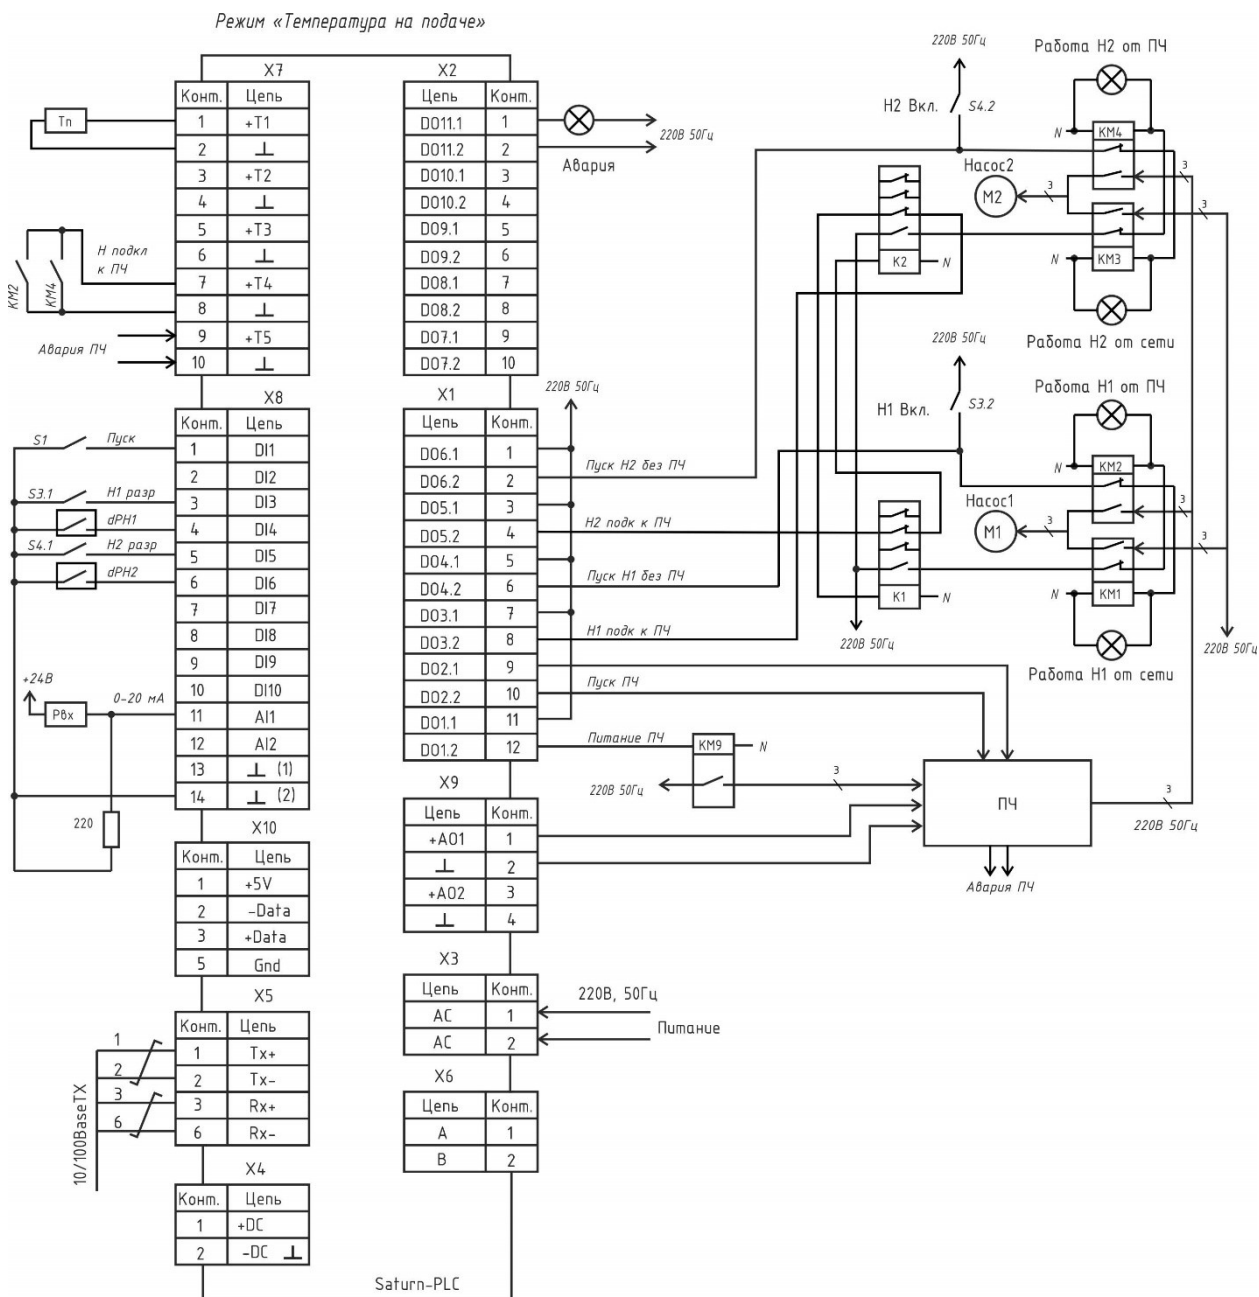 Режим «Температура на подаче»
X7
Конт. Цепь
1 +T1
2 ⊥
3 +T2
4 ⊥
5 +T3
6 ⊥
7 +T4
8 ⊥
9 +T5
10 ⊥
Тп
Н подкл
к ПЧ
КМ2
КМ4
Авария ПЧ
X8
Конт. Цепь
1 DI1
2 DI2
3 DI3
4 DI4
5 DI5
6 DI6
7 DI7
8 DI8
9 DI9
10 DI10
11 AI1
12 AI2
13 ⊥ (1)
14 ⊥ (2)
S1 Пуск
S3.1 Н1 разр
dPH1
S4.1 Н2 разр
dPH2
+24В
Рвх
0-20 мА
220
X10
Конт. Цепь
1 +5V
2 -Data
3 +Data
5 Gnd
X5
Конт. Цепь
1 Tx+
2 Tx-
3 Rx+
6 Rx-
1
2
3
6
10/100BaseTX
X4
Конт. Цепь
1 +DC
2 -DC ⊥
Saturn-PLC
X2
Цепь Конт.
DO11.1 1
DO11.2 2
DO10.1 3
DO10.2 4
DO9.1 5
DO9.2 6
DO8.1 7
DO8.2 8
DO7.1 9
DO7.2 10
220В 50Гц
Авария
X1
220В 50Гц
Цепь Конт.
DO6.1 1
DO6.2 2
DO5.1 3
DO5.2 4
DO4.1 5
DO4.2 6
DO3.1 7
DO3.2 8
DO2.1 9
DO2.2 10
DO1.1 11
DO1.2 12
Пуск Н2 без ПЧ
Н2 подк к ПЧ
Пуск Н1 без ПЧ
Н1 подк к ПЧ
Пуск ПЧ
Питание ПЧ
X9
Цепь Конт.
+AO1 1
⊥ 2
+AO2 3
⊥ 4
X3
Цепь Конт.
AC 1
AC 2
220В, 50Гц
Питание
X6
Цепь Конт.
A 1
B 2
220В 50Гц
Н2 Вкл. S4.2
Работа Н2 от ПЧ
N КМ4
Насос2
М2
3
3
3
N КМ3
Работа Н2 от сети
К2 N
220В 50Гц
Н1 Вкл. S3.2
Работа Н1 от ПЧ
N КМ2
Насос1
М1
3
3
3
N КМ1
Работа Н1 от сети
К1 N
220В 50Гц
220В 50Гц
КМ9 N
220В 50Гц
3
ПЧ
3
220В 50Гц
Авария ПЧ